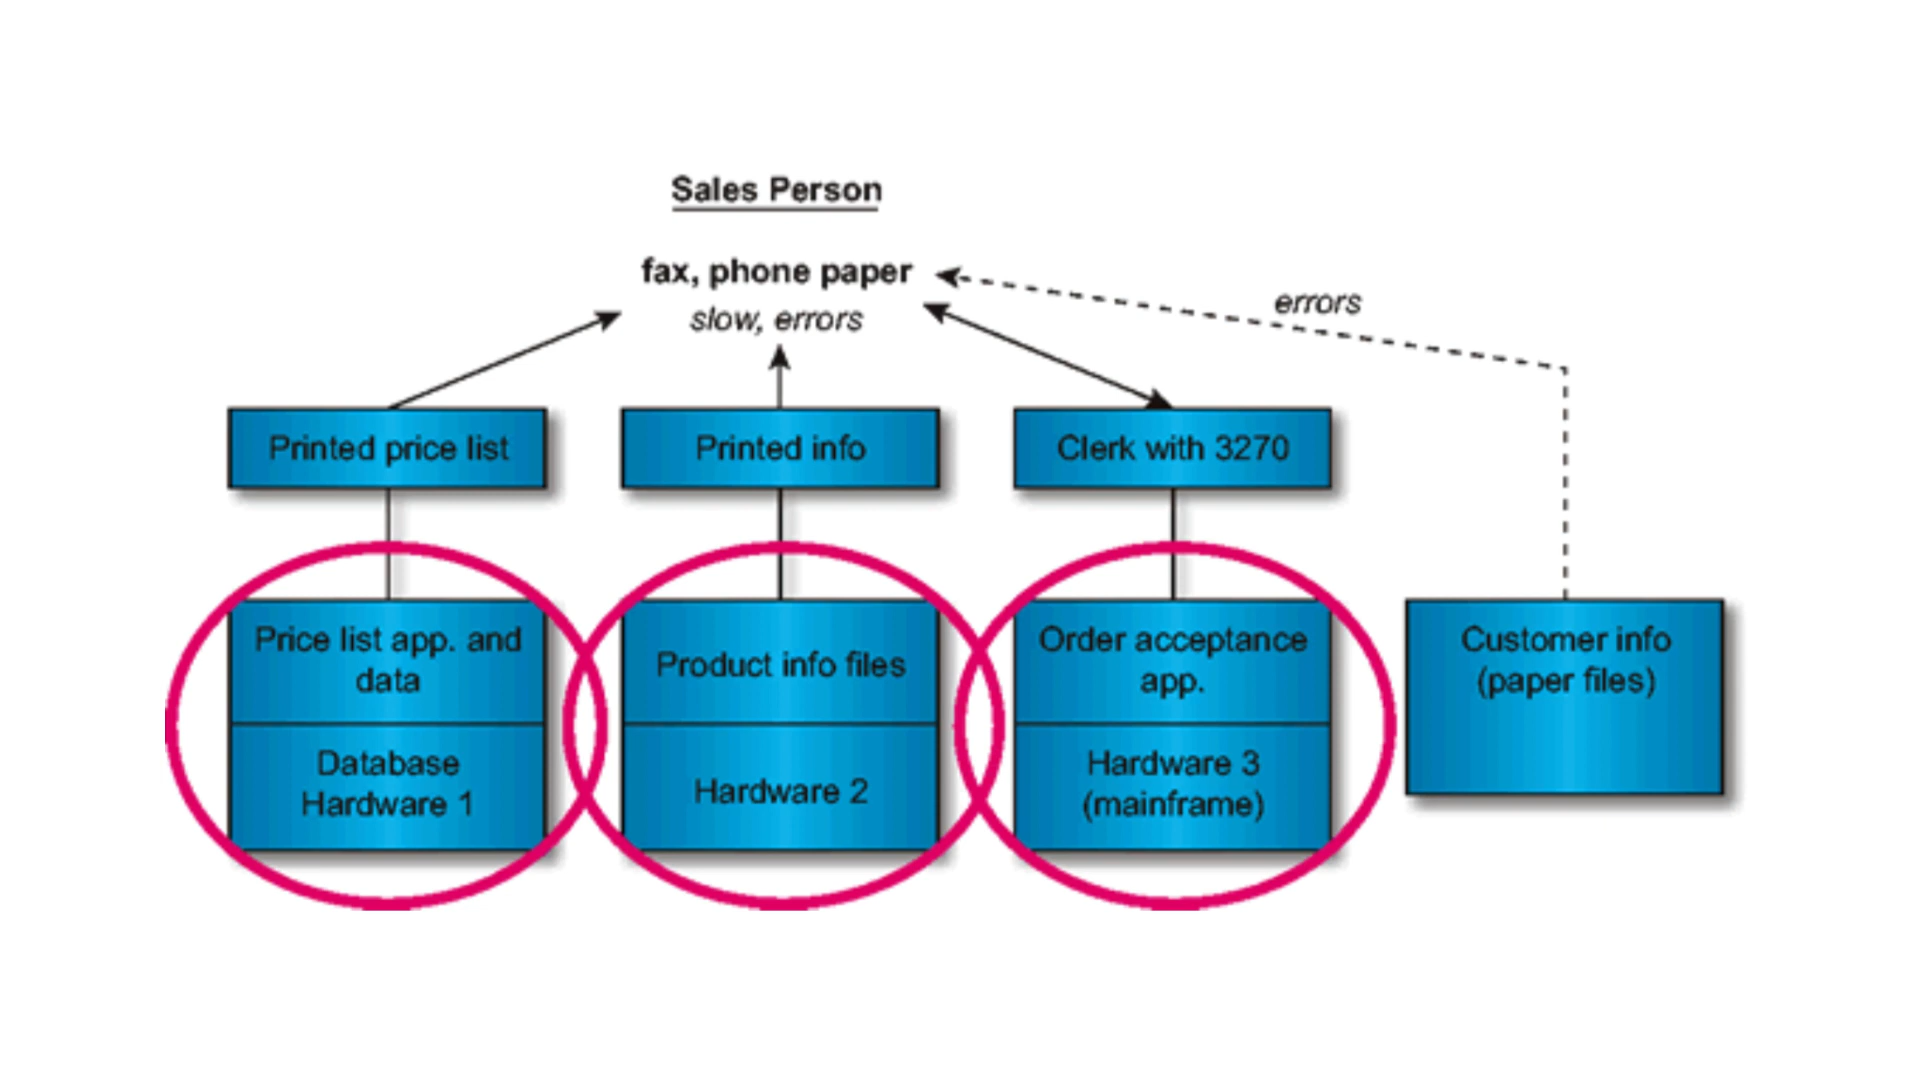 Sales Person
fax, phone paper
slow, errors
errors
Printed price list
Printed info
Clerk with 3270
Price list app. and
data
Database
Hardware 1
Product info files
Hardware 2
Order acceptance
app.
Hardware 3
(mainframe)
Customer info
(paper files)